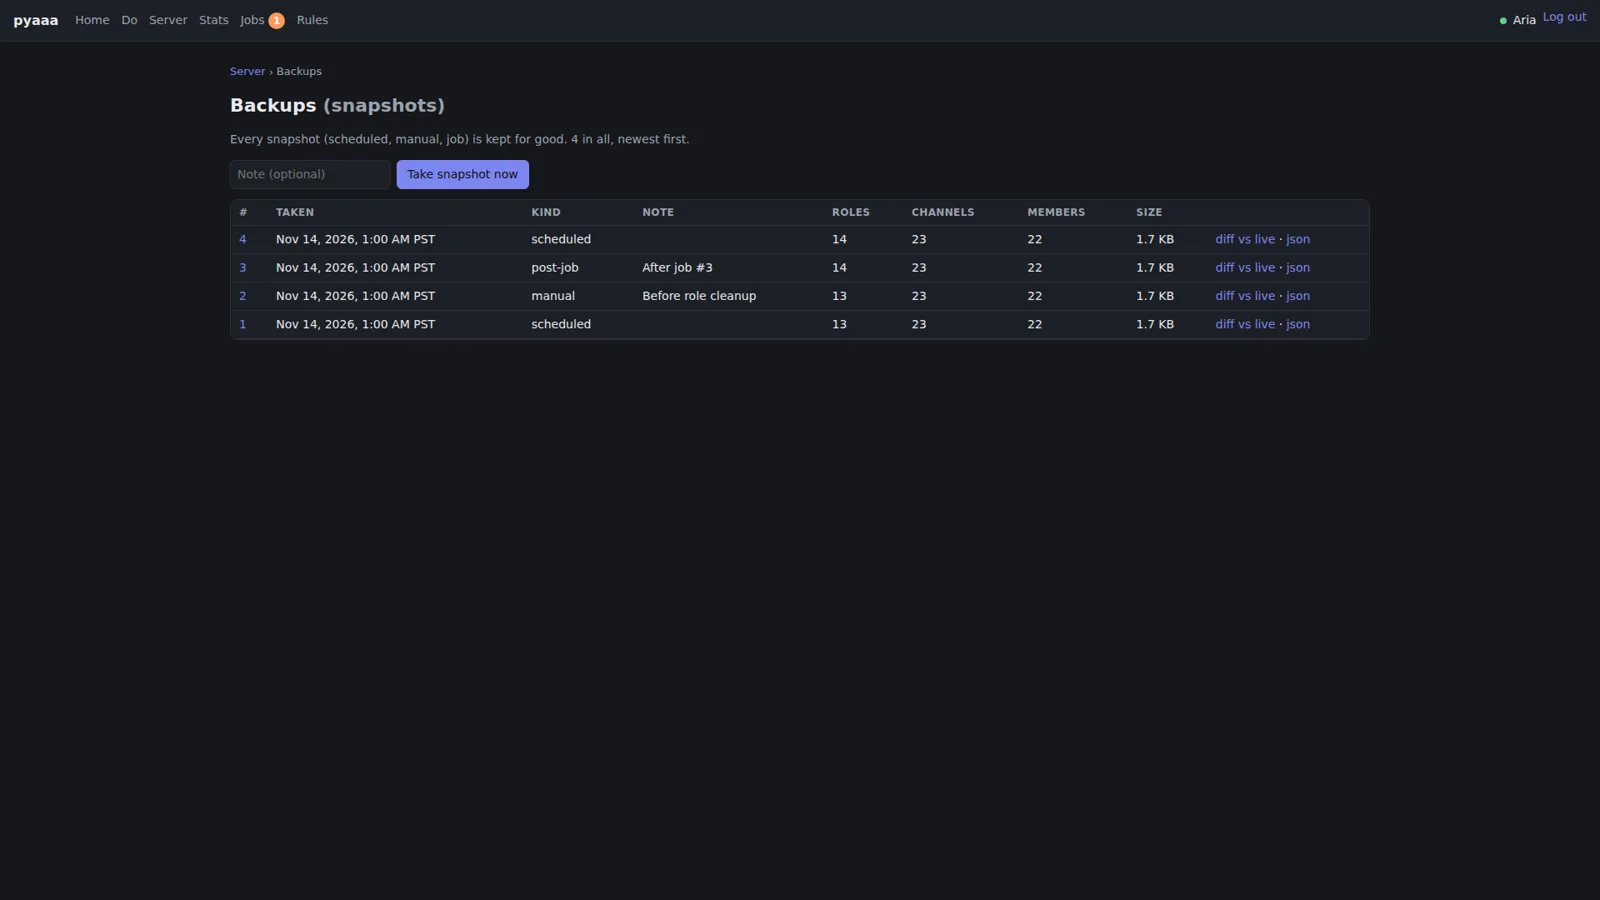 pyaaa Home Do Server Stats Jobs 1 Rules Aria Log out
Server › Backups
Backups (snapshots)
Every snapshot (scheduled, manual, job) is kept for good. 4 in all, newest first.
Note (optional) Take snapshot now
# TAKEN KIND NOTE ROLES CHANNELS MEMBERS SIZE
4 Nov 14, 2026, 1:00 AM PST scheduled 14 23 22 1.7 KB diff vs live · json
3 Nov 14, 2026, 1:00 AM PST post-job After job #3 14 23 22 1.7 KB diff vs live · json
2 Nov 14, 2026, 1:00 AM PST manual Before role cleanup 13 23 22 1.7 KB diff vs live · json
1 Nov 14, 2026, 1:00 AM PST scheduled 13 23 22 1.7 KB diff vs live · json